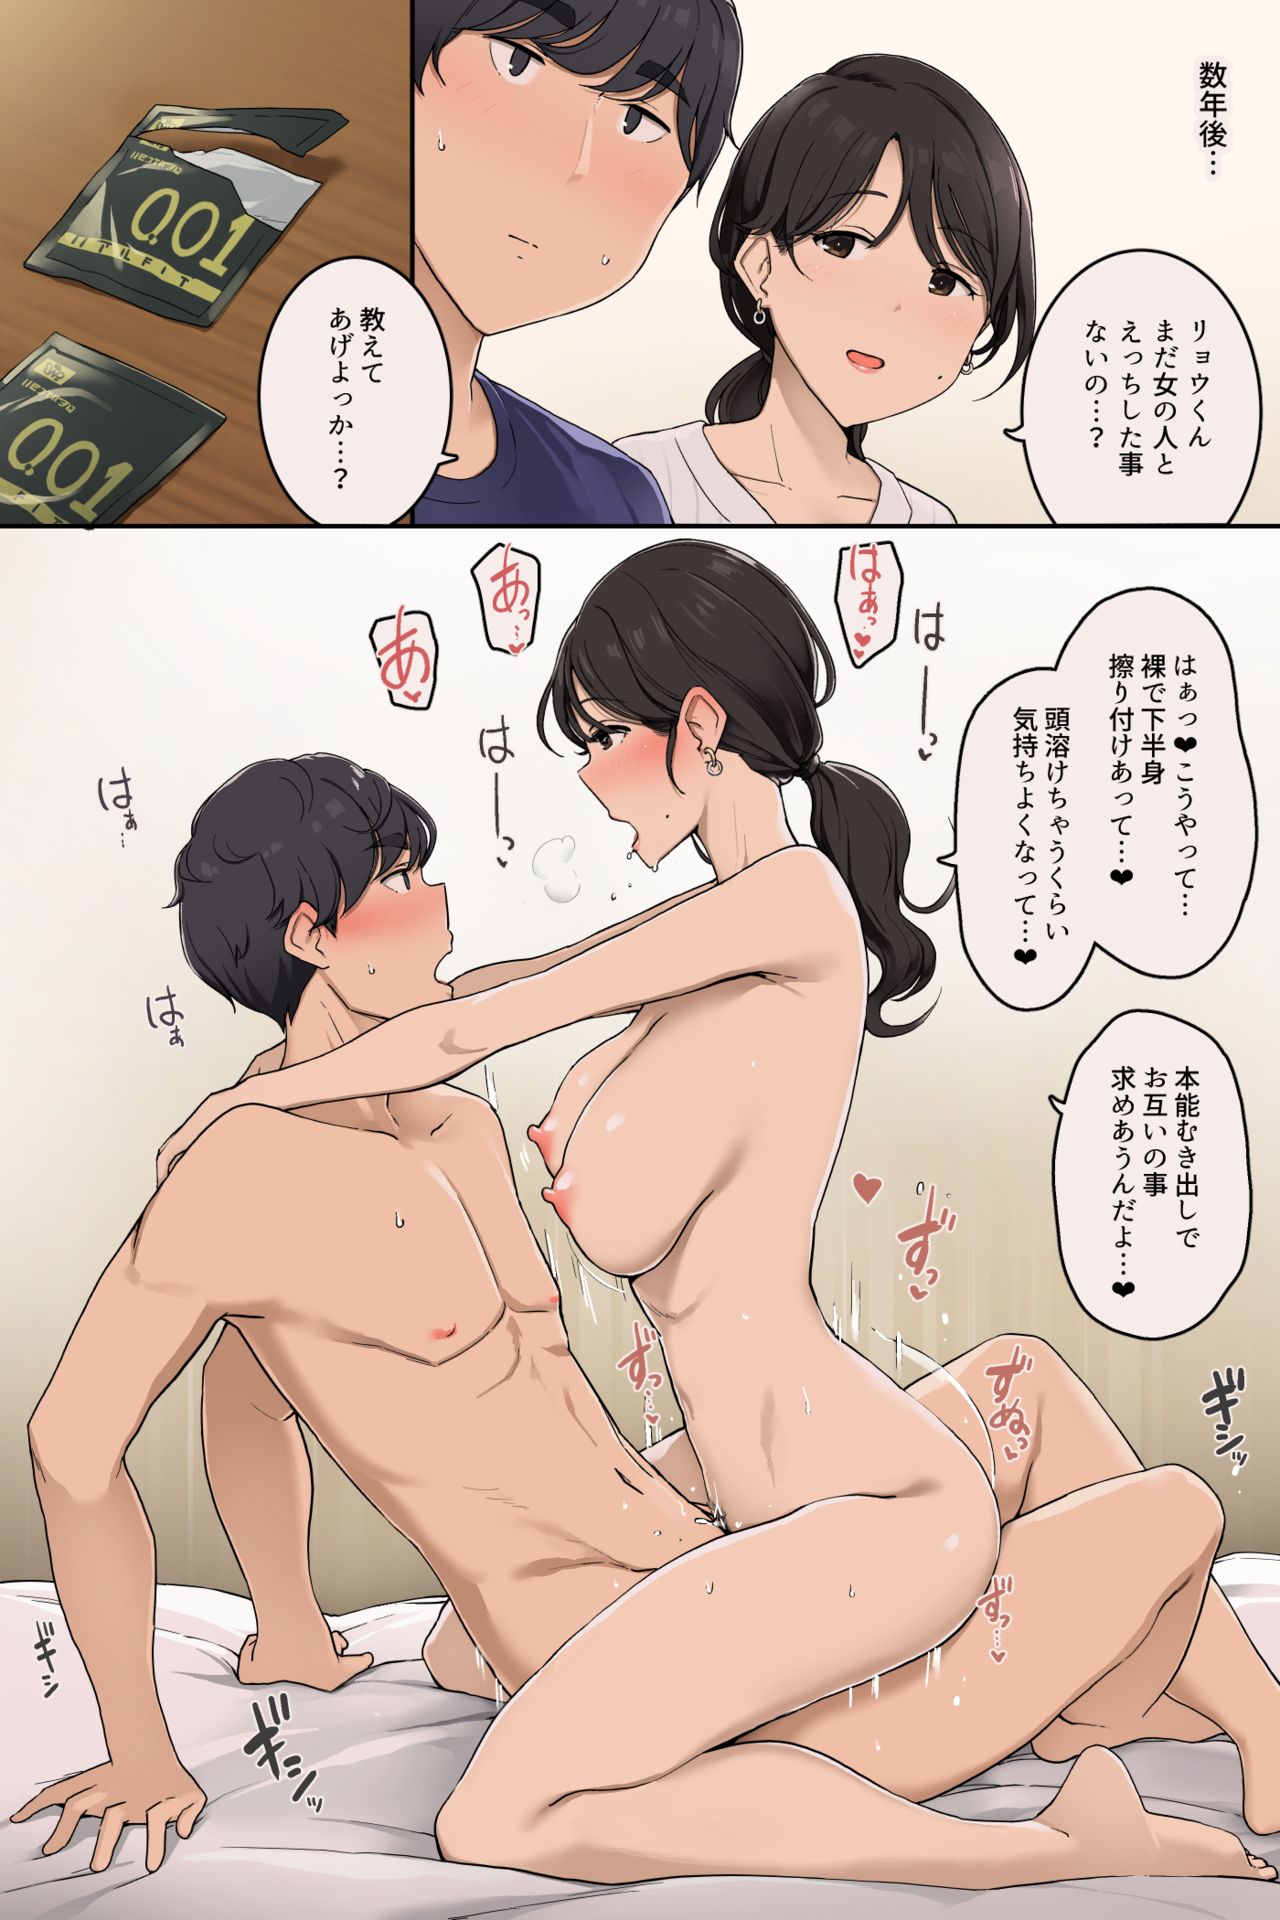 数年後…
リョウくん
まだ女の人と
えっちした事
ないの…？
教えて
あげよっか…？
0.01
0.01
はぁっ♥こうやって…
裸で下半身
擦り付けあって…♥
頭溶けちゃうくらい
気持ちよくなって…♥
本能むき出しで
お互いの事
求めあうんだよ…♥
はぁっ♥
はーーっ
あっ…♥
あ♥
はーーっ
はぁ…
はぁ
ずっ♥
ずっ…♥
ずぬっ♥
ずっ…♥
ギシッ
ギシ
ギシッ